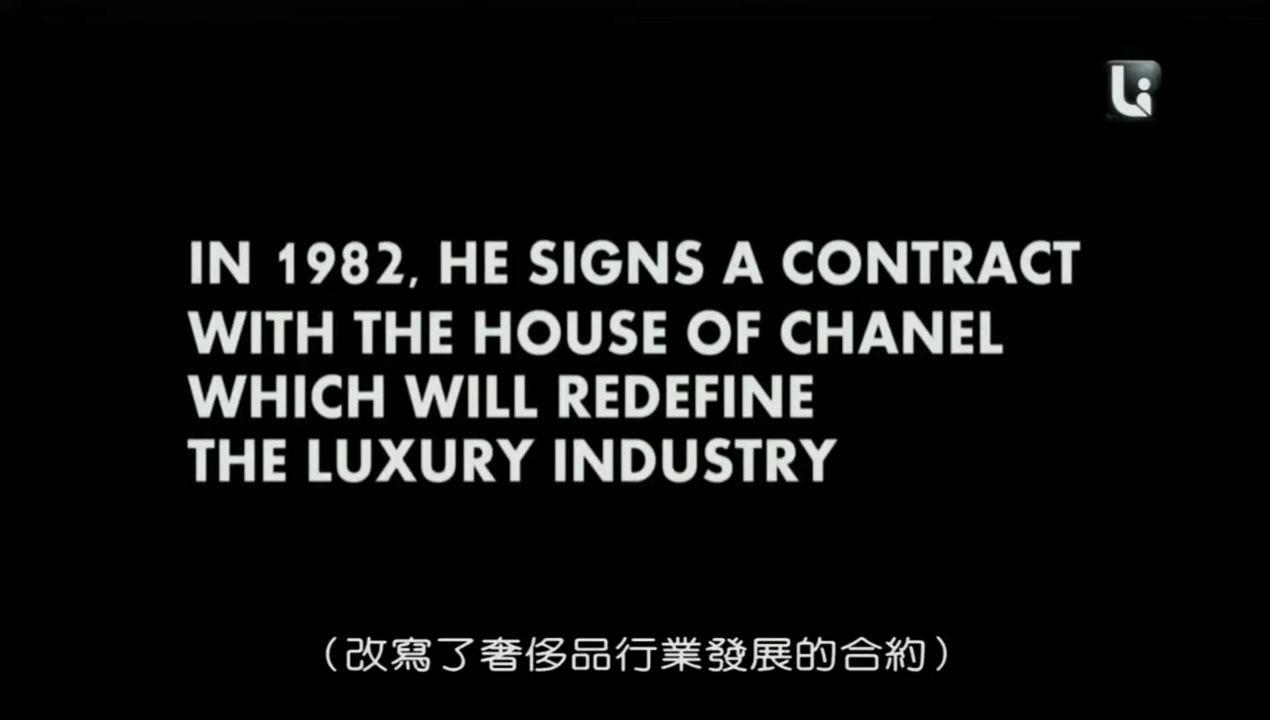 IN 1982, HE SIGNS A CONTRACT
WITH THE HOUSE OF CHANEL
WHICH WILL REDEFINE
THE LUXURY INDUSTRY
（改寫了奢侈品行業發展的合約）